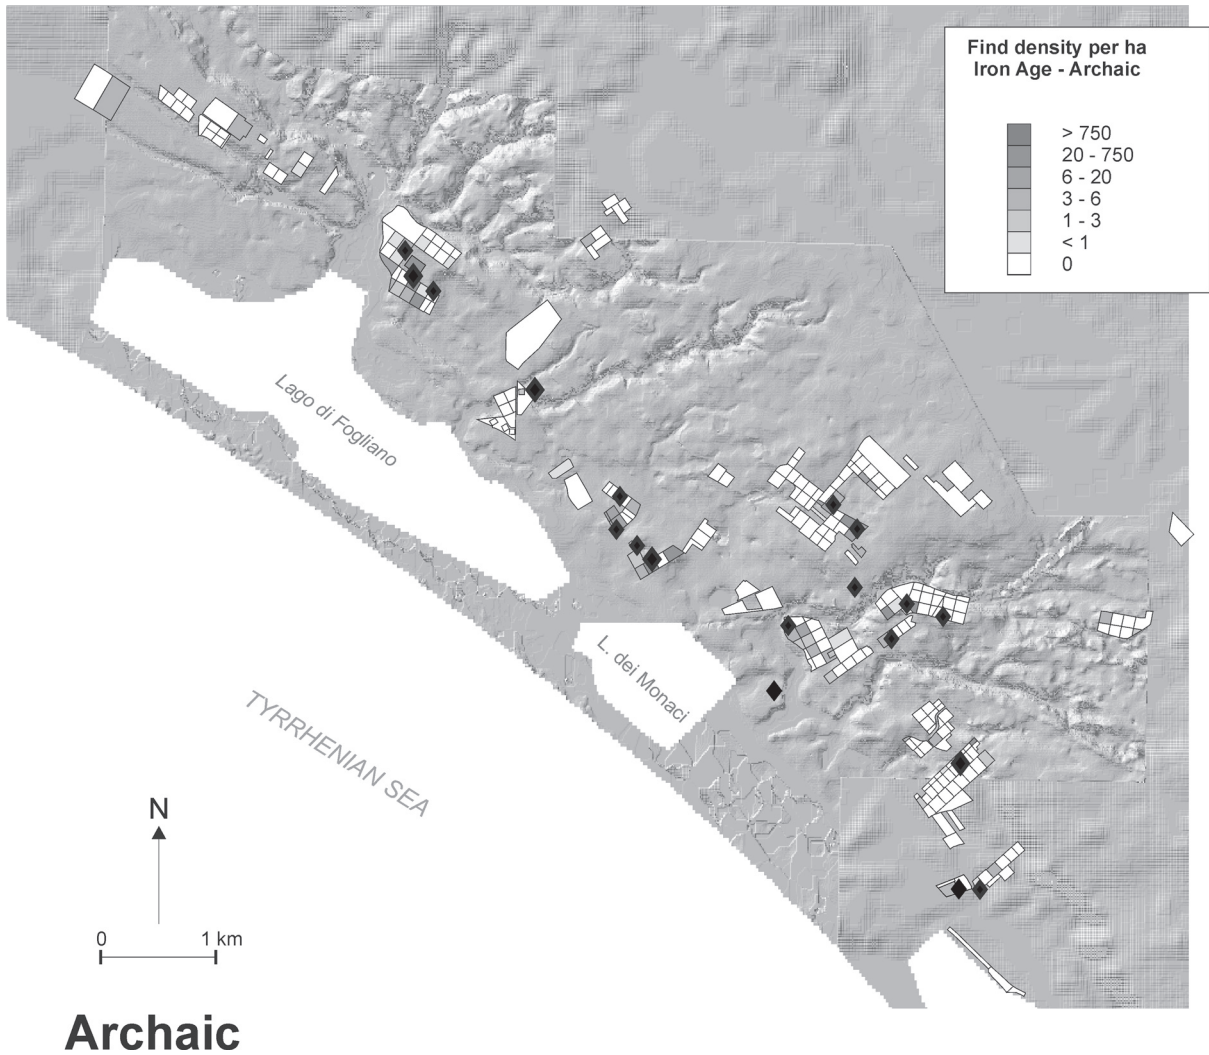 Find density per ha
Iron Age - Archaic
> 750
20 - 750
6 - 20
3 - 6
1 - 3
< 1
0
Lago di Fogliano
L. dei Monaci
TYRRHENIAN SEA
N
0 1 km
Archaic